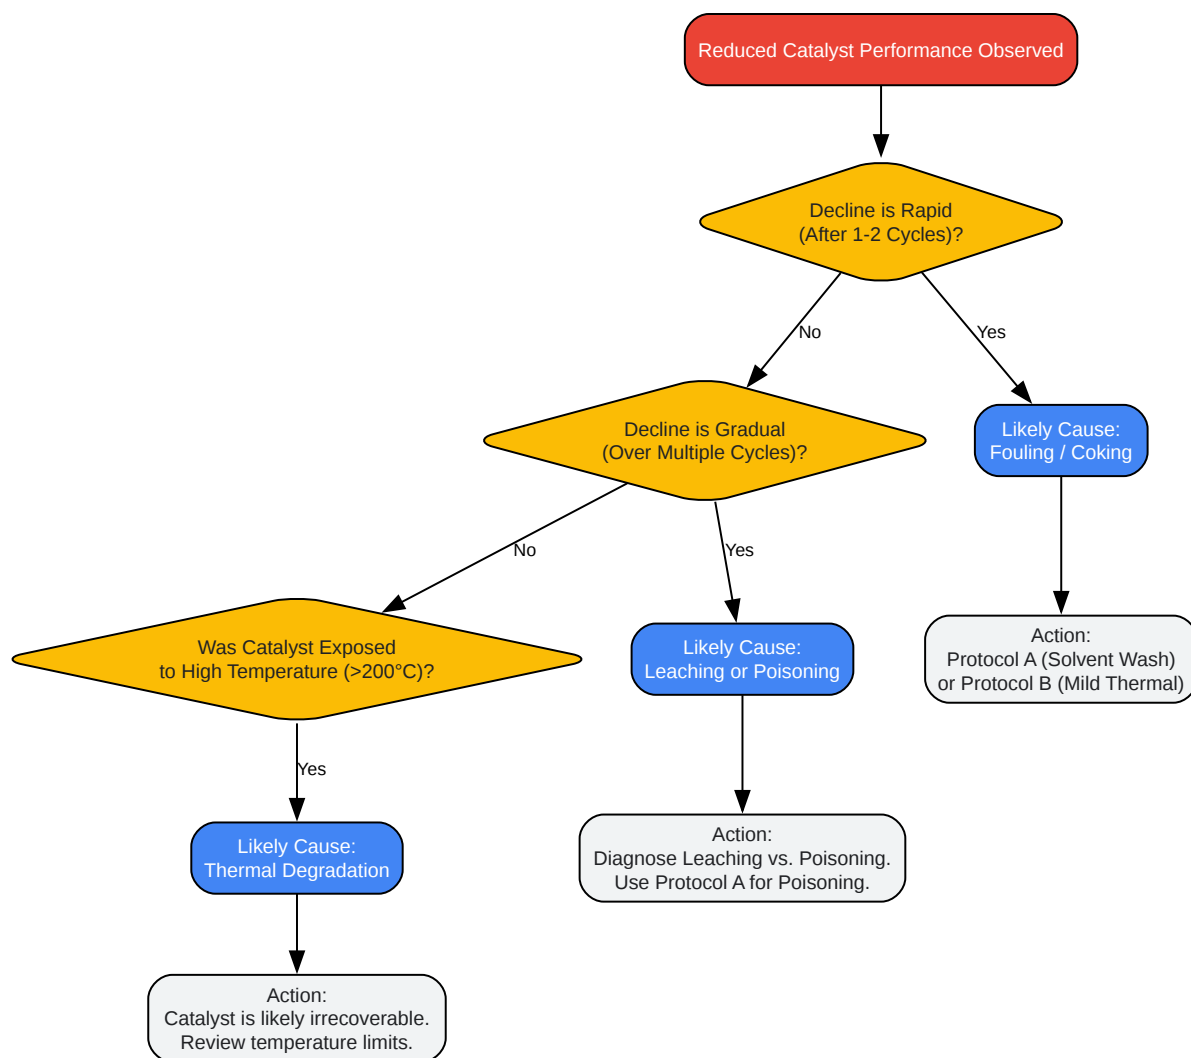 Reduced Catalyst Performance Observed
Decline is Rapid
(After 1-2 Cycles)?
No
Yes
Decline is Gradual
(Over Multiple Cycles)?
Likely Cause:
Fouling / Coking
No
Yes
Was Catalyst Exposed
to High Temperature (>200°C)?
Likely Cause:
Leaching or Poisoning
Action:
Protocol A (Solvent Wash)
or Protocol B (Mild Thermal)
Yes
Likely Cause:
Thermal Degradation
Action:
Diagnose Leaching vs. Poisoning.
Use Protocol A for Poisoning.
Action:
Catalyst is likely irrecoverable.
Review temperature limits.